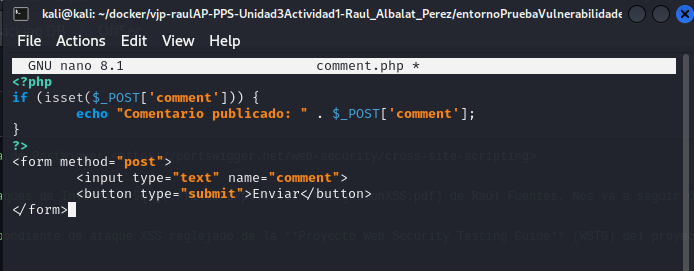 kali@kali: ~/docker/vjp-raulAP-PPS-Unidad3Actividad1-Raul_Albalat_Perez/entornoPruebaVulnerabilidade
File Actions Edit View Help
GNU nano 8.1 comment.php *
<?php
if (isset($_POST['comment'])) {
        echo "Comentario publicado: " . $_POST['comment'];
}
?>
<form method="post">
        <input type="text" name="comment">
        <button type="submit">Enviar</button>
</form>